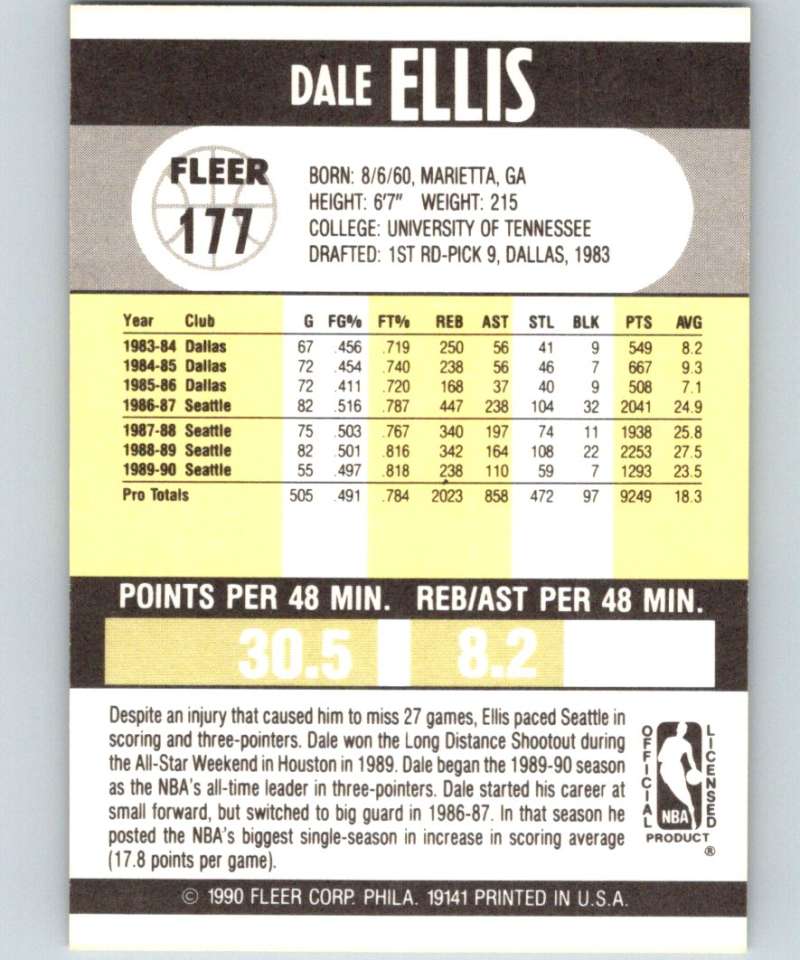 DALE ELLIS
FLEER
177
BORN: 8/6/60, MARIETTA, GA
HEIGHT: 6'7" WEIGHT: 215
COLLEGE: UNIVERSITY OF TENNESSEE
DRAFTED: 1ST RD-PICK 9, DALLAS, 1983
Year Club G FG% FT% REB AST STL BLK PTS AVG
1983-84 Dallas 67 .456 .719 250 56 41 9 549 8.2
1984-85 Dallas 72 .454 .740 238 56 46 7 667 9.3
1985-86 Dallas 72 .411 .720 168 37 40 9 508 7.1
1986-87 Seattle 82 .516 .787 447 238 104 32 2041 24.9
1987-88 Seattle 75 .503 .767 340 197 74 11 1938 25.8
1988-89 Seattle 82 .501 .816 342 164 108 22 2253 27.5
1989-90 Seattle 55 .497 .818 238 110 59 7 1293 23.5
Pro Totals 505 .491 .784 2023 858 472 97 9249 18.3
POINTS PER 48 MIN. REB/AST PER 48 MIN.
30.5 8.2
Despite an injury that caused him to miss 27 games, Ellis paced Seattle in
scoring and three-pointers. Dale won the Long Distance Shootout during
the All-Star Weekend in Houston in 1989. Dale began the 1989-90 season
as the NBA's all-time leader in three-pointers. Dale started his career at
small forward, but switched to big guard in 1986-87. In that season he
posted the NBA's biggest single-season in increase in scoring average
(17.8 points per game).
OFFICIAL LICENSED
NBA
PRODUCT
®
© 1990 FLEER CORP. PHILA. 19141 PRINTED IN U.S.A.